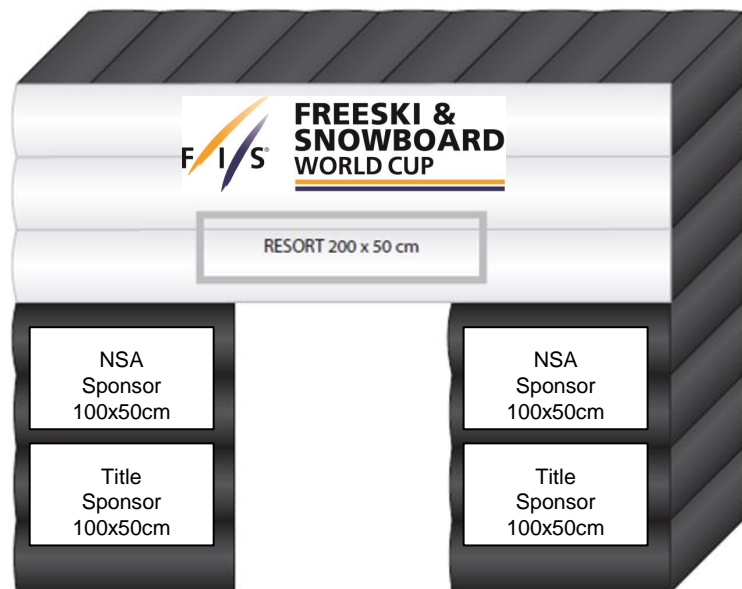 FIS
FREESKI &
SNOWBOARD
WORLD CUP
RESORT 200 x 50 cm
NSA
Sponsor
100x50cm
NSA
Sponsor
100x50cm
Title
Sponsor
100x50cm
Title
Sponsor
100x50cm